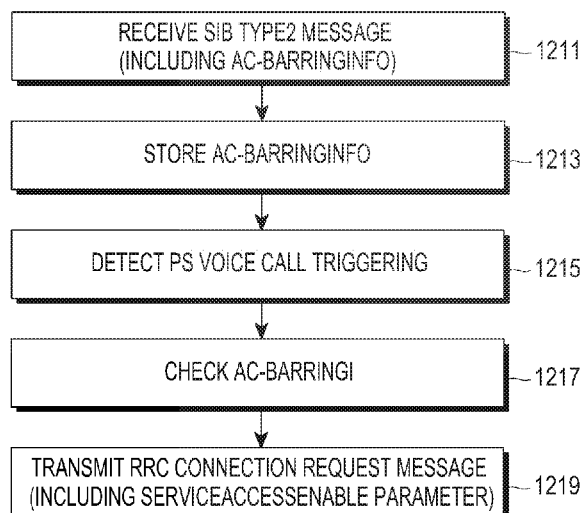 RECEIVE SIB TYPE2 MESSAGE
(INCLUDING AC-BARRINGINFO)
1211
STORE AC-BARRINGINFO
1213
DETECT PS VOICE CALL TRIGGERING
1215
CHECK AC-BARRINGI
1217
TRANSMIT RRC CONNECTION REQUEST MESSAGE
(INCLUDING SERVICEACCESSENABLE PARAMETER)
1219